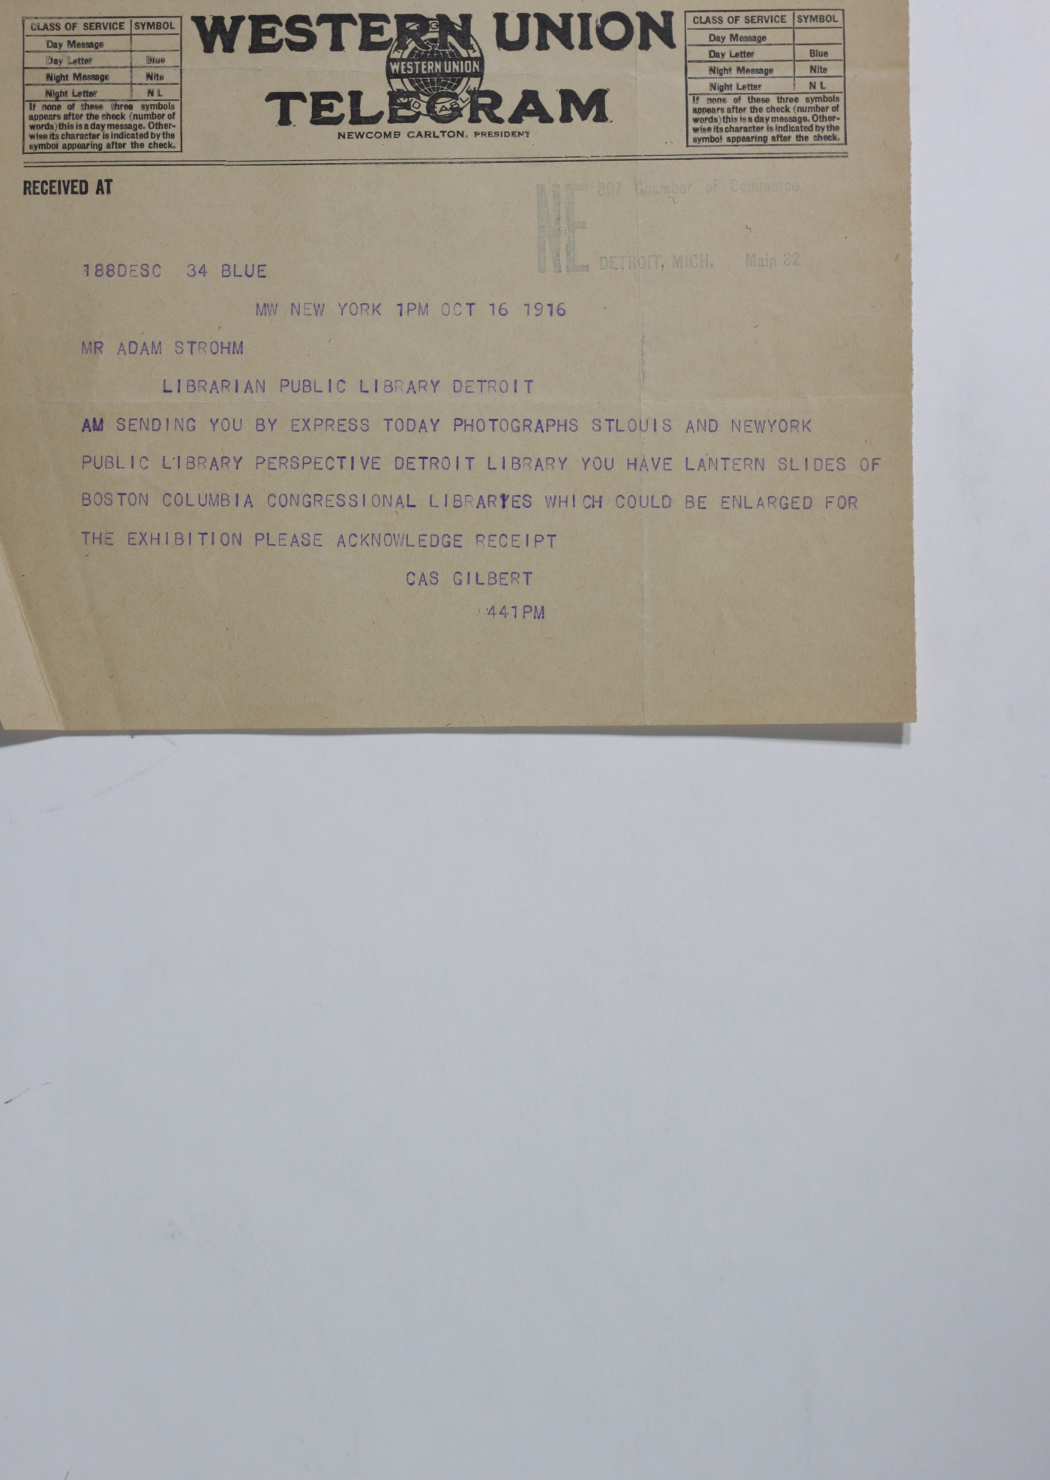 CLASS OF SERVICE SYMBOL
Day Message
Day Letter Blue
Night Message Nite
Night Letter N L
If none of these three symbols
appears after the check (number of
words) this is a day message. Other-
wise its character is indicated by the
symbol appearing after the check.
WESTERN UNION
WESTERN UNION
TELEGRAM
NEWCOMB CARLTON, PRESIDENT
CLASS OF SERVICE SYMBOL
Day Message
Day Letter Blue
Night Message Nite
Night Letter N L
If none of these three symbols
appears after the check (number of
words) this is a day message. Other-
wise its character is indicated by the
symbol appearing after the check.
RECEIVED AT
NE 807 Chamber of Commerce
DETROIT, MICH. Main 32
188DESC 34 BLUE
MW NEW YORK 1PM OCT 16 1916
MR ADAM STROHM
LIBRARIAN PUBLIC LIBRARY DETROIT
AM SENDING YOU BY EXPRESS TODAY PHOTOGRAPHS STLOUIS AND NEWYORK
PUBLIC LIBRARY PERSPECTIVE DETROIT LIBRARY YOU HAVE LANTERN SLIDES OF
BOSTON COLUMBIA CONGRESSIONAL LIBRARYES WHICH COULD BE ENLARGED FOR
THE EXHIBITION PLEASE ACKNOWLEDGE RECEIPT
CAS GILBERT
441PM